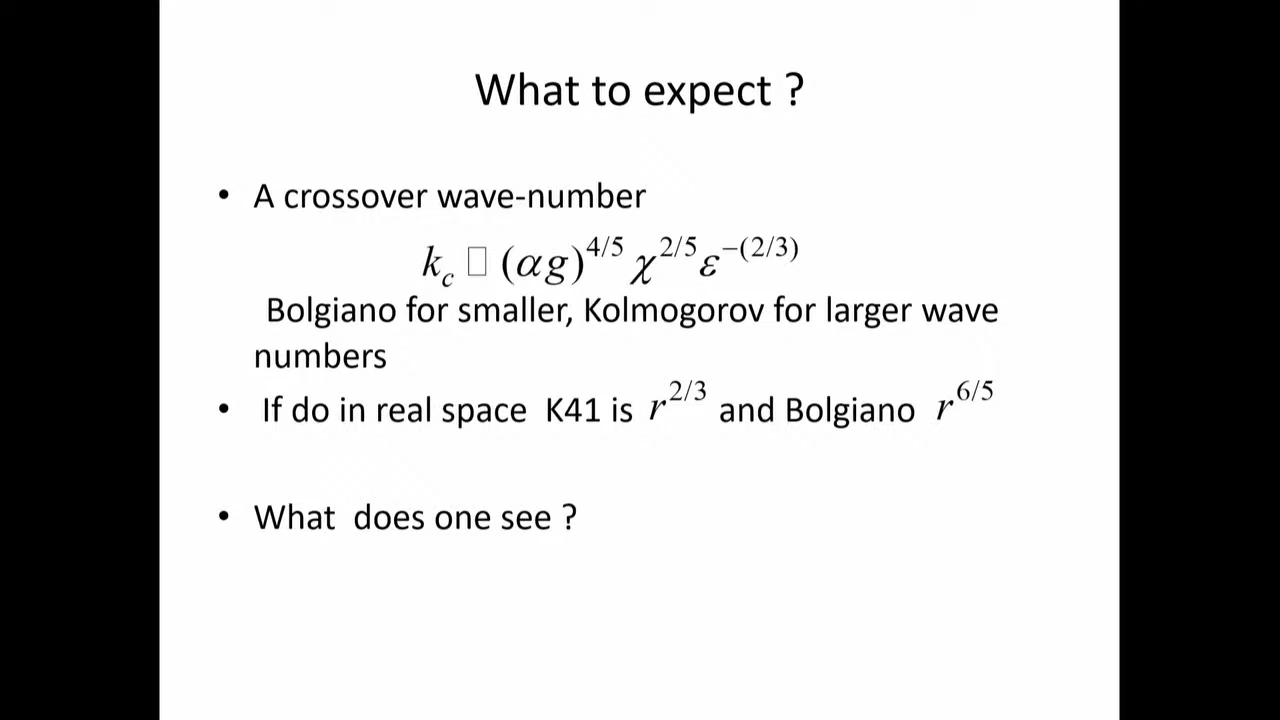 What to expect ?
• A crossover wave-number
k_c □ (αg)^{4/5} χ^{2/5} ε^{−(2/3)}
Bolgiano for smaller, Kolmogorov for larger wave
numbers
• If do in real space K41 is r^{2/3} and Bolgiano r^{6/5}
• What does one see ?